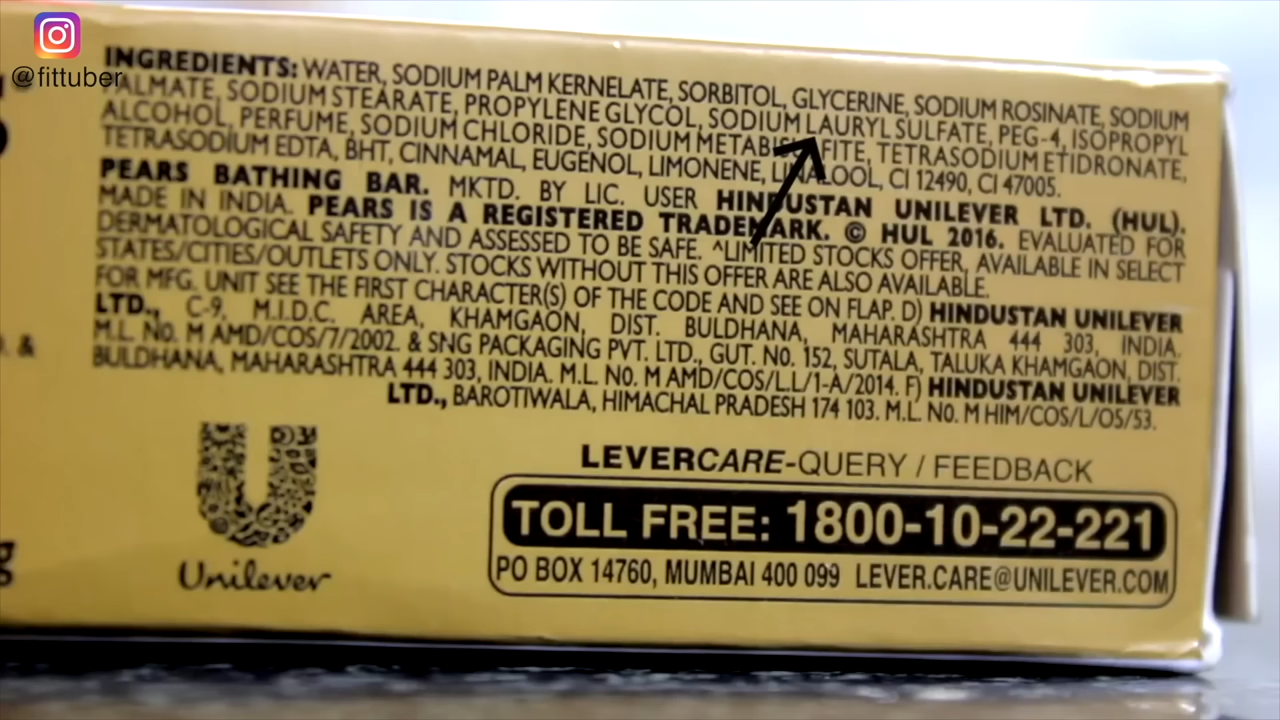 @fittuber
INGREDIENTS: WATER, SODIUM PALM KERNELATE, SORBITOL, GLYCERINE, SODIUM ROSINATE, SODIUM
PALMATE, SODIUM STEARATE, PROPYLENE GLYCOL, SODIUM LAURYL SULFATE, PEG-4, ISOPROPYL
ALCOHOL, PERFUME, SODIUM CHLORIDE, SODIUM METABISULFITE, TETRASODIUM ETIDRONATE,
TETRASODIUM EDTA, BHT, CINNAMAL, EUGENOL, LIMONENE, LINALOOL, CI 12490, CI 47005.
PEARS BATHING BAR. MKTD. BY LIC. USER HINDUSTAN UNILEVER LTD. (HUL).
MADE IN INDIA. PEARS IS A REGISTERED TRADEMARK. © HUL 2016. EVALUATED FOR
DERMATOLOGICAL SAFETY AND ASSESSED TO BE SAFE. ^LIMITED STOCKS OFFER, AVAILABLE IN SELECT
STATES/CITIES/OUTLETS ONLY. STOCKS WITHOUT THIS OFFER ARE ALSO AVAILABLE.
FOR MFG. UNIT SEE THE FIRST CHARACTER(S) OF THE CODE AND SEE ON FLAP. D) HINDUSTAN UNILEVER
LTD., C-9, M.I.D.C. AREA, KHAMGAON, DIST. BULDHANA, MAHARASHTRA 444 303, INDIA.
M.L. No. M AMD/COS/7/2002. & SNG PACKAGING PVT. LTD., GUT. No. 152, SUTALA, TALUKA KHAMGAON, DIST.
BULDHANA, MAHARASHTRA 444 303, INDIA. M.L. No. M AMD/COS/L.L/1-A/2014. F) HINDUSTAN UNILEVER
LTD., BAROTIWALA, HIMACHAL PRADESH 174 103. M.L. No. M HIM/COS/L/OS/53.
Unilever
LEVERCARE-QUERY / FEEDBACK
TOLL FREE: 1800-10-22-221
PO BOX 14760, MUMBAI 400 099 LEVER.CARE@UNILEVER.COM